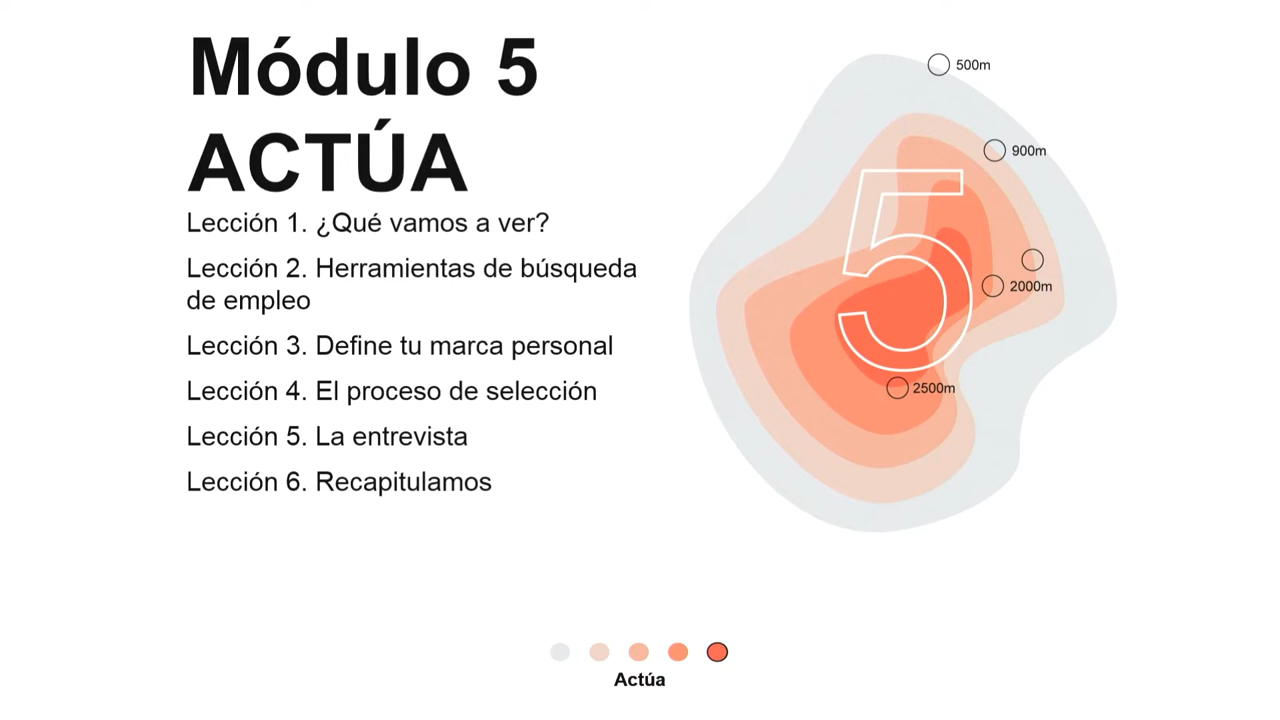 Módulo 5
ACTÚA
Lección 1. ¿Qué vamos a ver?
Lección 2. Herramientas de búsqueda
de empleo
Lección 3. Define tu marca personal
Lección 4. El proceso de selección
Lección 5. La entrevista
Lección 6. Recapitulamos
500m
900m
5
2000m
2500m
Actúa